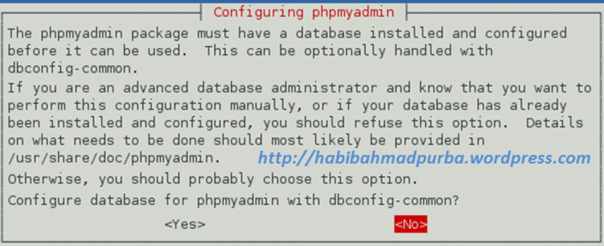 Configuring phpmyadmin
The phpmyadmin package must have a database installed and configured
before it can be used.  This can be optionally handled with
dbconfig-common.
If you are an advanced database administrator and know that you want to
perform this configuration manually, or if your database has already
been installed and configured, you should refuse this option.  Details
on what needs to be done should most likely be provided in
/usr/share/doc/phpmyadmin. http://habibahmadpurba.wordpress.com
Otherwise, you should probably choose this option.
Configure database for phpmyadmin with dbconfig-common?
<Yes> <No>